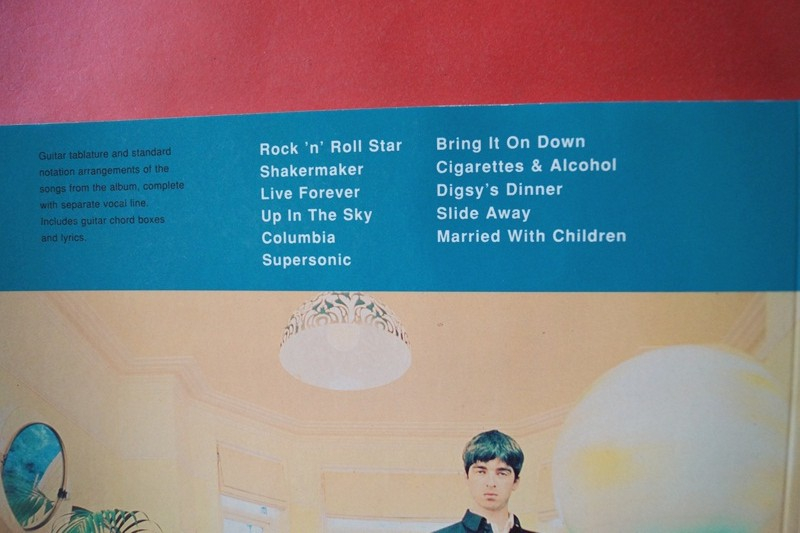 Guitar tablature and standard
notation arrangements of the
songs from the album, complete
with separate vocal line.
Includes guitar chord boxes
and lyrics.
Rock 'n' Roll Star
Shakermaker
Live Forever
Up In The Sky
Columbia
Supersonic
Bring It On Down
Cigarettes & Alcohol
Digsy's Dinner
Slide Away
Married With Children